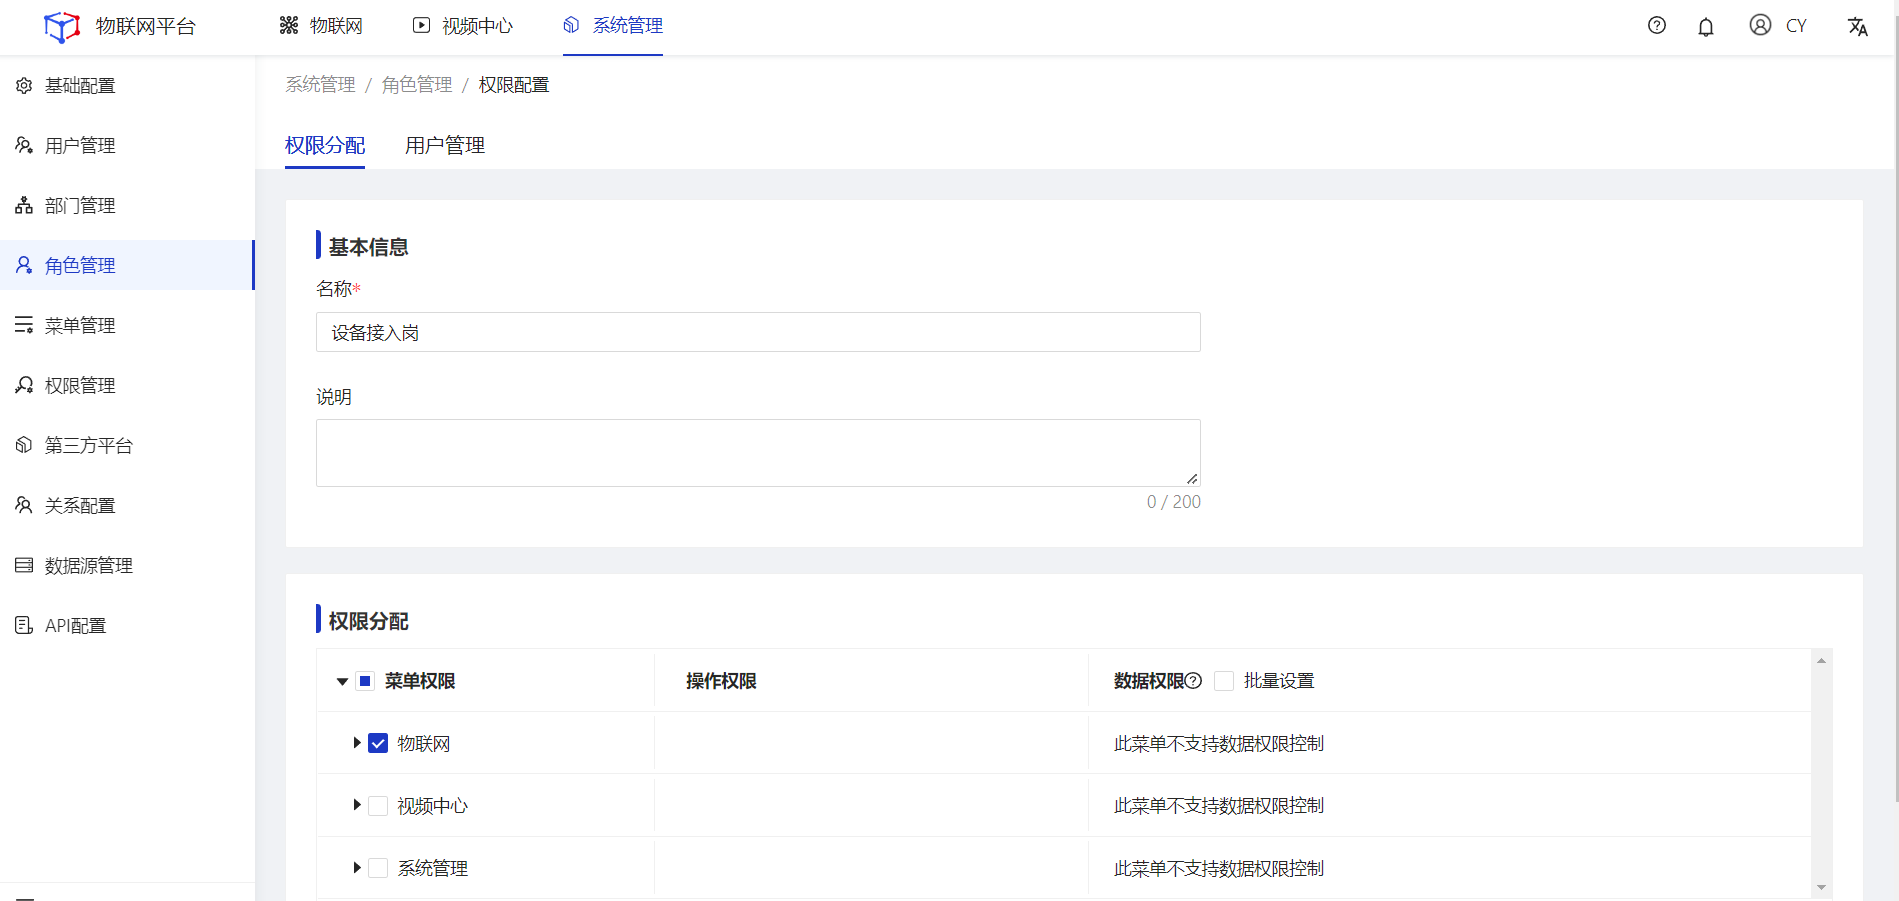 物联网平台
物联网
视频中心
系统管理
CY
基础配置
用户管理
部门管理
角色管理
菜单管理
权限管理
第三方平台
关系配置
数据源管理
API配置
系统管理 / 角色管理 / 权限配置
权限分配
用户管理
基本信息
名称*
设备接入岗
说明
0 / 200
权限分配
菜单权限
操作权限
数据权限
批量设置
物联网
此菜单不支持数据权限控制
视频中心
此菜单不支持数据权限控制
系统管理
此菜单不支持数据权限控制